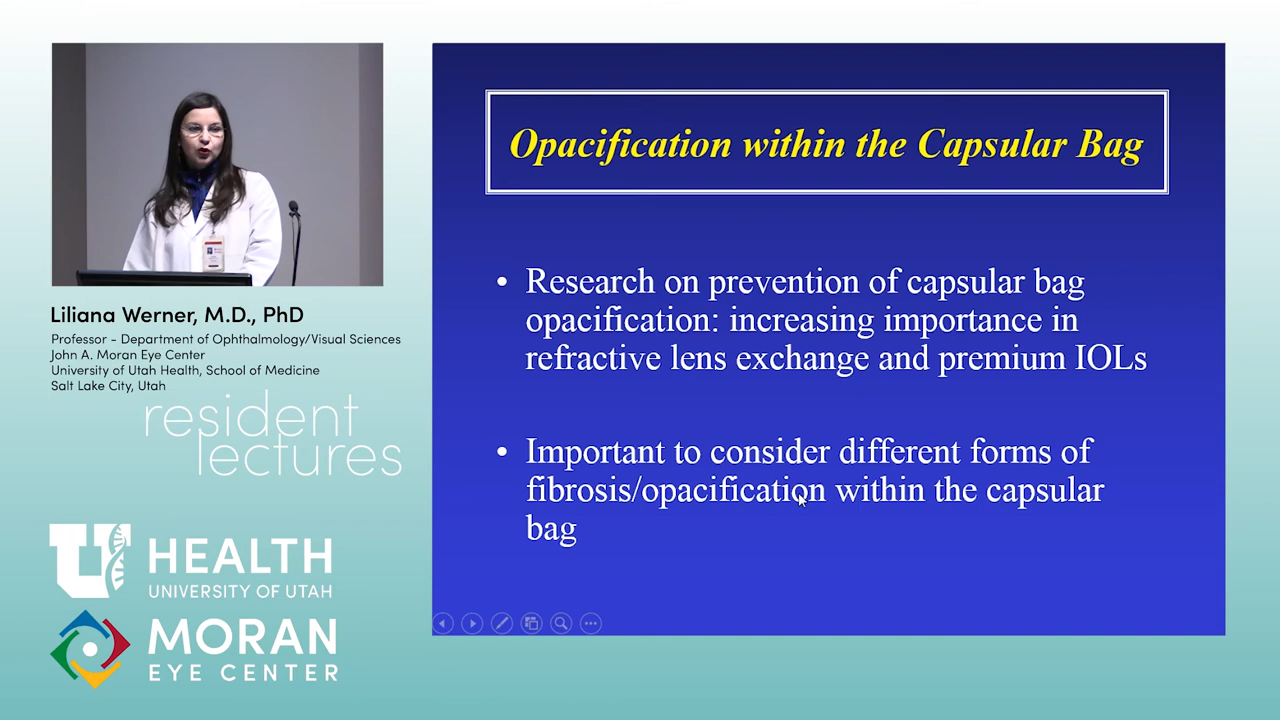 Opacification within the Capsular Bag
• Research on prevention of capsular bag
opacification: increasing importance in
refractive lens exchange and premium IOLs
• Important to consider different forms of
fibrosis/opacification within the capsular
bag
Liliana Werner, M.D., PhD
Professor - Department of Ophthalmology/Visual Sciences
John A. Moran Eye Center
University of Utah Health, School of Medicine
Salt Lake City, Utah
resident
lectures
U HEALTH
UNIVERSITY OF UTAH
MORAN
EYE CENTER